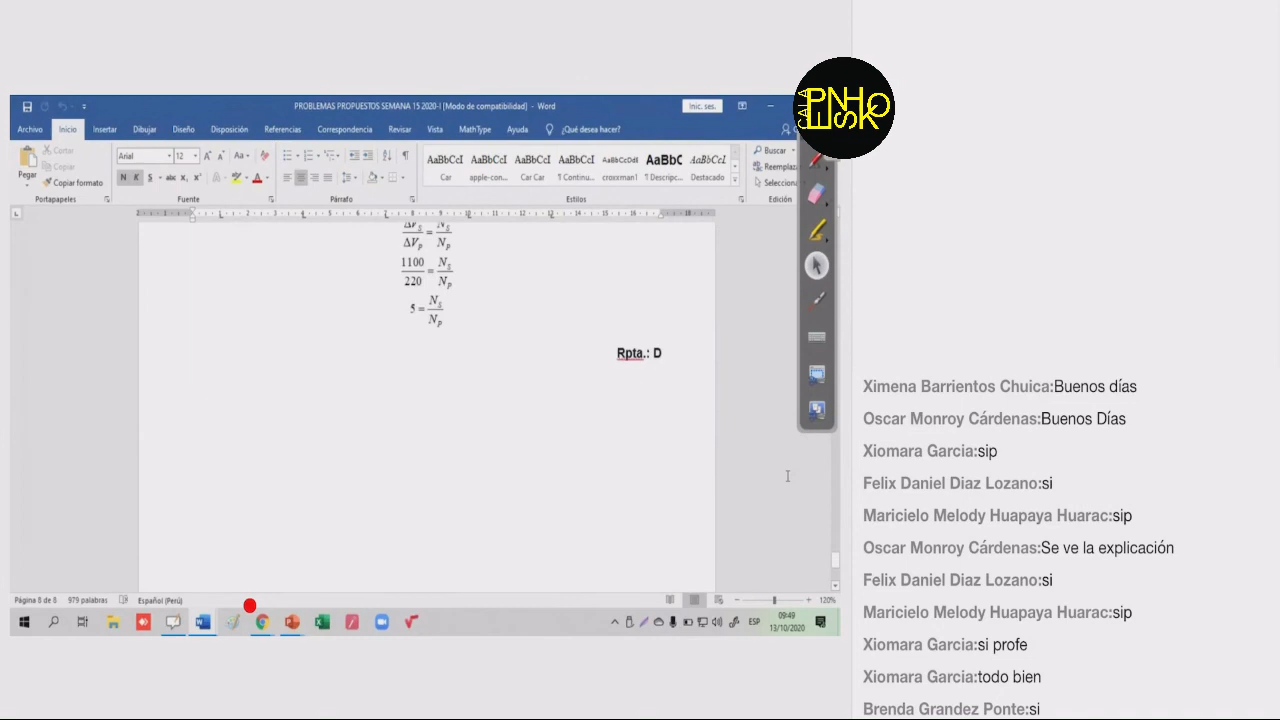 PROBLEMAS PROPUESTOS SEMANA 15 2020-I [Modo de compatibilidad] - Word
Inic. ses.
Archivo Inicio Insertar Dibujar Diseño Disposición Referencias Correspondencia Revisar Vista MathType Ayuda ¿Qué desea hacer?
Pegar
Cortar
Copiar
Copiar formato
Portapapeles
Arial 12
N K S abc x₂ x²
Fuente
Párrafo
AaBbCcI AaBbCcI AaBbCcI AaBbCcI AaBbCcDdI AaBbC AaBbCcI
Car apple-con... Car Car ¶ Continu... croxxman1 ¶ Descripc... Destacado
Estilos
Buscar
Reemplaza
Selecciona
Edición
ΔV_S / ΔV_P = N_S / N_P
1100 / 220 = N_S / N_P
5 = N_S / N_P
Rpta.: D
Página 8 de 8 979 palabras Español (Perú) 120%
ESP
09:49
13/10/2020
Ximena Barrientos Chuica:Buenos días
Oscar Monroy Cárdenas:Buenos Días
Xiomara Garcia:sip
Felix Daniel Diaz Lozano:si
Maricielo Melody Huapaya Huarac:sip
Oscar Monroy Cárdenas:Se ve la explicación
Felix Daniel Diaz Lozano:si
Maricielo Melody Huapaya Huarac:sip
Xiomara Garcia:si profe
Xiomara Garcia:todo bien
Brenda Grandez Ponte:si